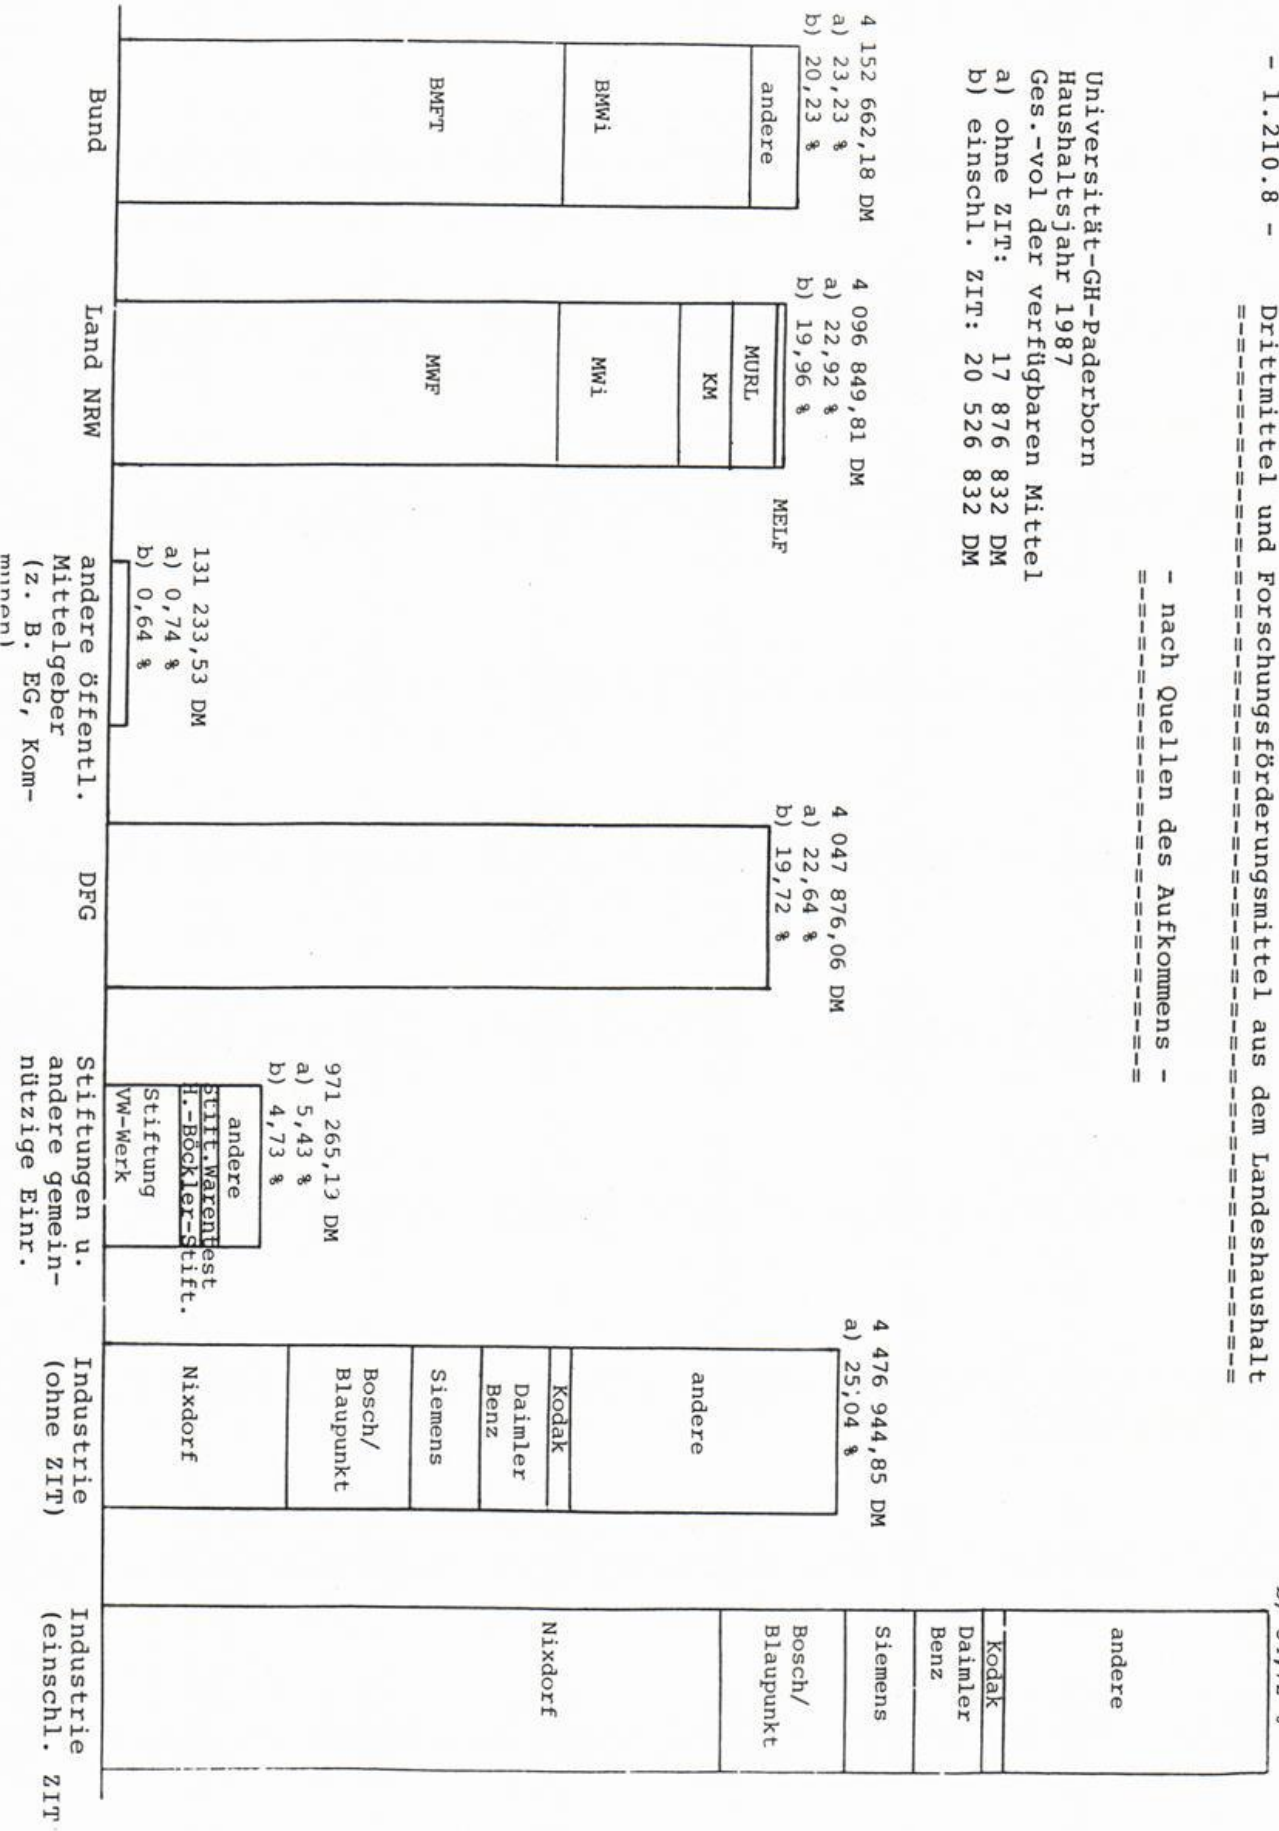 - 1.210.8 -
Drittmittel und Forschungsförderungsmittel aus dem Landeshaushalt
=-=-=-=-=-=-=-=-=-=-=-=-=-=-=-=-=-=-=-=-=-=-=-=-=-=-=-=-=-=-=-=-=
- nach Quellen des Aufkommens -
=-=-=-=-=-=-=-=-=-=-=-=-=-=-=
Universität-GH-Paderborn
Haushaltsjahr 1987
Ges.-vol der verfügbaren Mittel
a) ohne ZIT: 17 876 832 DM
b) einschl. ZIT: 20 526 832 DM
4 152 662,18 DM
a) 23,23 %
b) 20,23 %
andere
BMWi
BMFT
Bund
4 096 849,81 DM
a) 22,92 %
b) 19,96 %
MELF
MURL
KM
MWi
MWF
Land NRW
131 233,53 DM
a) 0,74 %
b) 0,64 %
andere öffentl.
Mittelgeber
(z. B. EG, Kom-
munen)
4 047 876,06 DM
a) 22,64 %
b) 19,72 %
DFG
971 265,19 DM
a) 5,43 %
b) 4,73 %
andere
Stift.Warentest
H.-Böckler-Stift.
Stiftung
VW-Werk
Stiftungen u.
andere gemein-
nützige Einr.
4 476 944,85 DM
a) 25,04 %
andere
Kodak
Daimler
Benz
Siemens
Bosch/
Blaupunkt
Nixdorf
Industrie
(ohne ZIT)
andere
Kodak
Daimler
Benz
Siemens
Bosch/
Blaupunkt
Nixdorf
Industrie
(einschl. ZIT